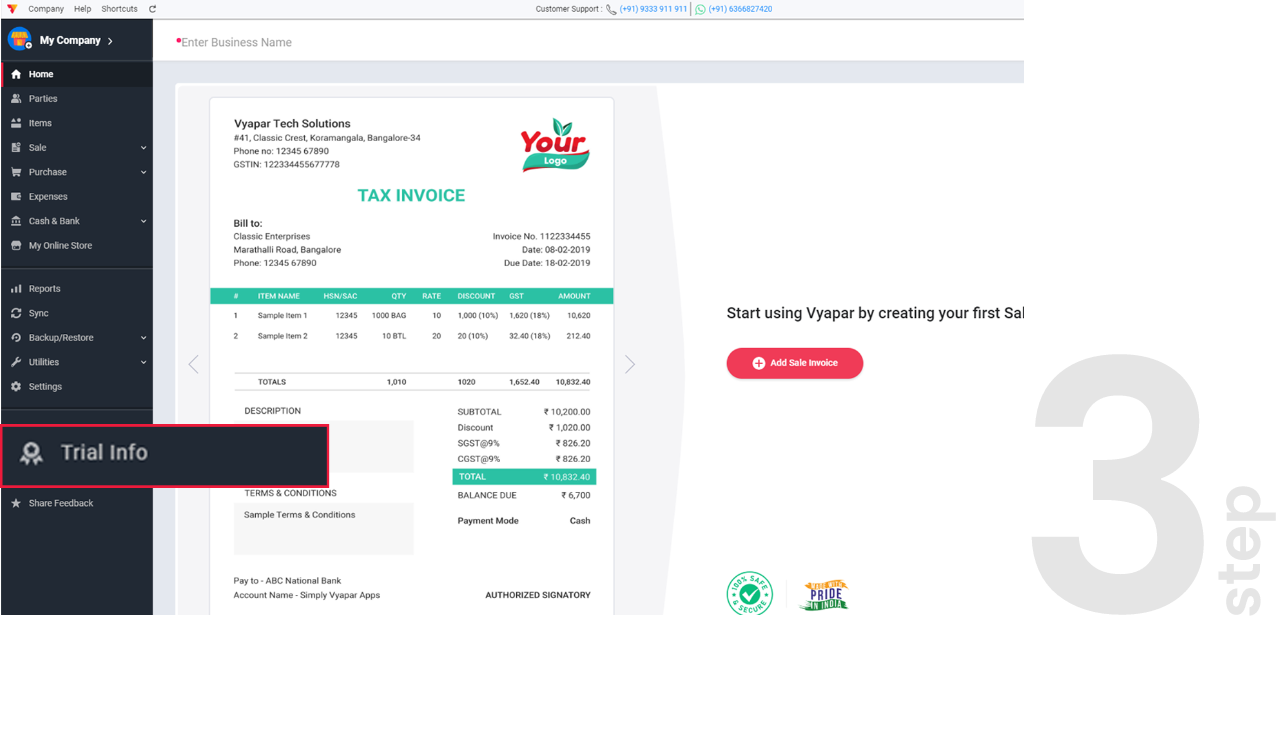 Company Help Shortcuts
Customer Support : (+91) 9333 911 911 | (+91) 6366827420
My Company
Enter Business Name
Home
Parties
Items
Sale
Purchase
Expenses
Cash & Bank
My Online Store
Reports
Sync
Backup/Restore
Utilities
Settings
Trial Info
Share Feedback
Vyapar Tech Solutions
#41, Classic Crest, Koramangala, Bangalore-34
Phone no: 12345 67890
GSTIN: 122334455677778
Your
Logo
TAX INVOICE
Bill to:
Classic Enterprises
Marathalli Road, Bangalore
Phone: 12345 67890
Invoice No. 1122334455
Date: 08-02-2019
Due Date: 18-02-2019
# ITEM NAME HSN/SAC QTY RATE DISCOUNT GST AMOUNT
1 Sample Item 1 12345 1000 BAG 10 1,000 (10%) 1,620 (18%) 10,620
2 Sample Item 2 12345 10 BTL 20 20 (10%) 32.40 (18%) 212.40
TOTALS 1,010 1020 1,652.40 10,832.40
DESCRIPTION
SUBTOTAL ₹ 10,200.00
Discount ₹ 1,020.00
SGST@9% ₹ 826.20
CGST@9% ₹ 826.20
TOTAL ₹ 10,832.40
BALANCE DUE ₹ 6,700
Payment Mode Cash
TERMS & CONDITIONS
Sample Terms & Conditions
Pay to - ABC National Bank
Account Name - Simply Vyapar Apps
AUTHORIZED SIGNATORY
Start using Vyapar by creating your first Sal
Add Sale Invoice
100% SAFE
& SECURE
MADE WITH
PRIDE
IN INDIA
3
step